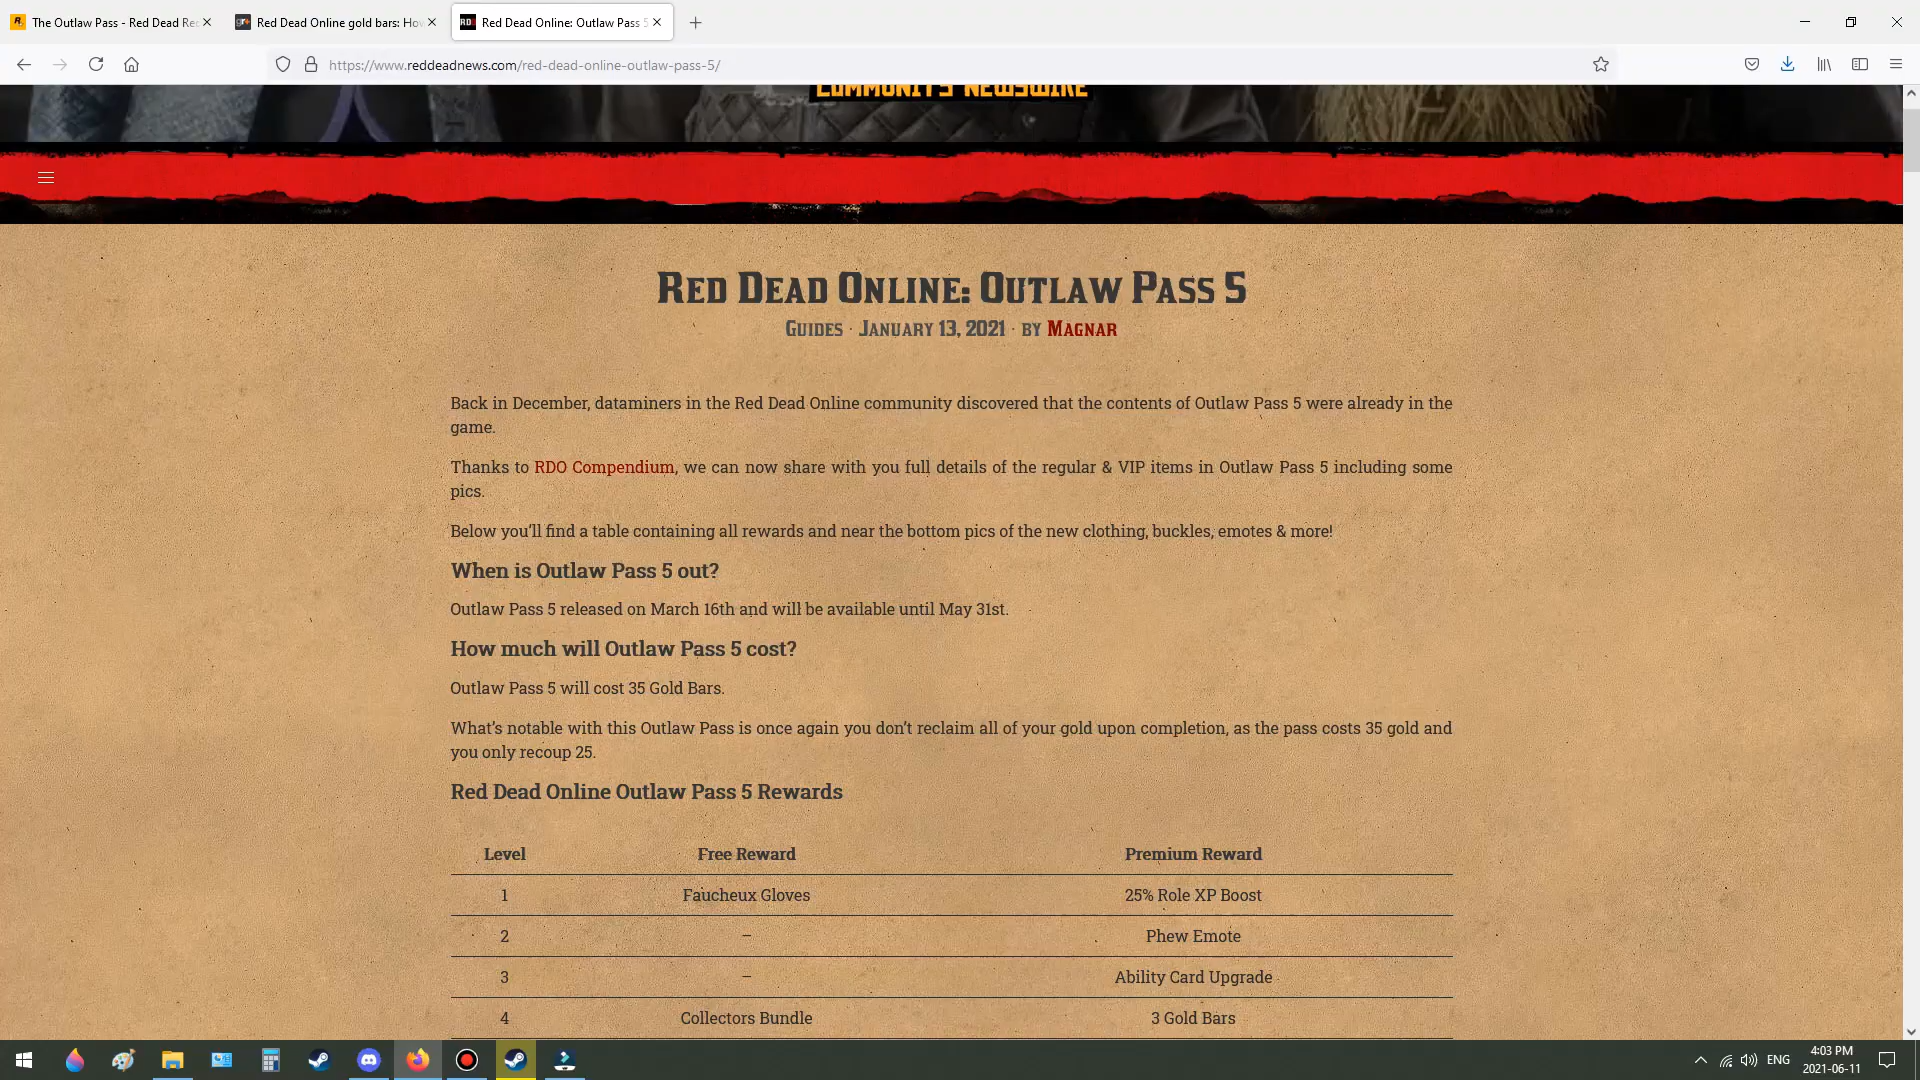 The Outlaw Pass - Red Dead Re
Red Dead Online gold bars: How
Red Dead Online: Outlaw Pass 5
https://www.reddeadnews.com/red-dead-online-outlaw-pass-5/
COMMUNITY NEWSWIRE
Red Dead Online: Outlaw Pass 5
Guides · January 13, 2021 · by Magnar
Back in December, dataminers in the Red Dead Online community discovered that the contents of Outlaw Pass 5 were already in the
game.
Thanks to RDO Compendium, we can now share with you full details of the regular & VIP items in Outlaw Pass 5 including some
pics.
Below you'll find a table containing all rewards and near the bottom pics of the new clothing, buckles, emotes & more!
When is Outlaw Pass 5 out?
Outlaw Pass 5 released on March 16th and will be available until May 31st.
How much will Outlaw Pass 5 cost?
Outlaw Pass 5 will cost 35 Gold Bars.
What's notable with this Outlaw Pass is once again you don't reclaim all of your gold upon completion, as the pass costs 35 gold and
you only recoup 25.
Red Dead Online Outlaw Pass 5 Rewards
Level Free Reward Premium Reward
1 Faucheux Gloves 25% Role XP Boost
2 – Phew Emote
3 – Ability Card Upgrade
4 Collectors Bundle 3 Gold Bars
ENG
4:03 PM
2021-06-11